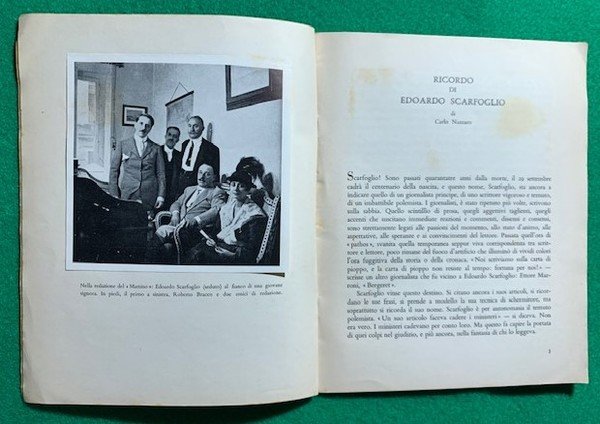 Nella redazione del «Mattino»: Edoardo Scarfoglio (seduto) al fianco di una giovane
signora. In piedi, il primo a sinistra, Roberto Bracco e due amici di redazione.
RICORDO
DI
EDOARDO SCARFOGLIO
di
Carlo Nazzaro
Scarfoglio! Sono passati quarantatre anni dalla morte, il 29 settembre
cadrà il centenario della nascita, e questo nome, Scarfoglio, sta ancora a
indicare quello di un giornalista principe, di uno scrittore vigoroso e temuto,
di un imbattibile polemista. I giornalisti, è stato ripetuto più volte, scrivono
sulla sabbia. Quello scintillio di prosa, quegli aggettivi taglienti, quegli
accenti che suscitano immediate reazioni e commenti, dissensi e consensi,
sono strettamente legati alle passioni del momento, allo stato d'animo, alle
aspettative, alle speranze e ai convincimenti del lettore. Passata quell'ora di
«pathos», svanita quella temporanea seppur viva corrispondenza tra scrit-
tore e lettore, poco rimane del fuoco d'artificio che illuminò di vividi colori
l'ora fuggitiva della storia o della cronaca. «Noi scriviamo sulla carta di
pioppo, e la carta di pioppo non resiste al tempo: fortuna per noi!» —
scrisse un altro giornalista che fu vicino a Edoardo Scarfoglio: Ettore Mar-
roni, «Bergeret».
Scarfoglio vinse questo destino. Si citano ancora i suoi articoli, si ricor-
dano le sue frasi, si prende a modello la sua tecnica di schermitore, ma
soprattutto si ricorda il suo nome. Scarfoglio è per antonomasia il temuto
polemista. «Un suo articolo faceva cadere i ministeri» — si diceva. Non
era vero. I ministeri cadevano per conto loro. Ma questo fa capire la portata
di quei colpi nel giudizio, e più ancora, nella fantasia di chi lo leggeva.
3